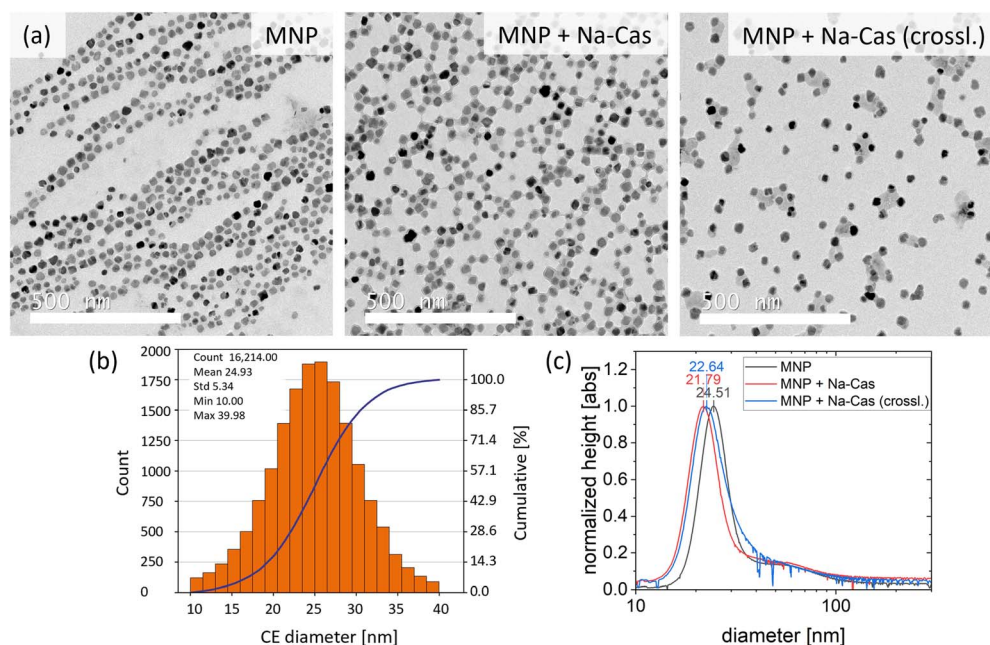 (a)
MNP
MNP + Na-Cas
MNP + Na-Cas (crossl.)
500 nm
500 nm
500 nm
(b)
Count 16,214.00
Mean 24.93
Std 5.34
Min 10.00
Max 39.98
2000
1750
1500
1250
1000
750
500
250
0
Count
100.0
85.7
71.4
57.1
42.9
28.6
14.3
0.0
Cumulative [%]
10
15
20
25
30
35
40
CE diameter [nm]
(c)
22.64
21.79
24.51
MNP
MNP + Na-Cas
MNP + Na-Cas (crossl.)
1.2
1.0
0.8
0.6
0.4
0.2
0.0
normalized height [abs]
10
100
diameter [nm]